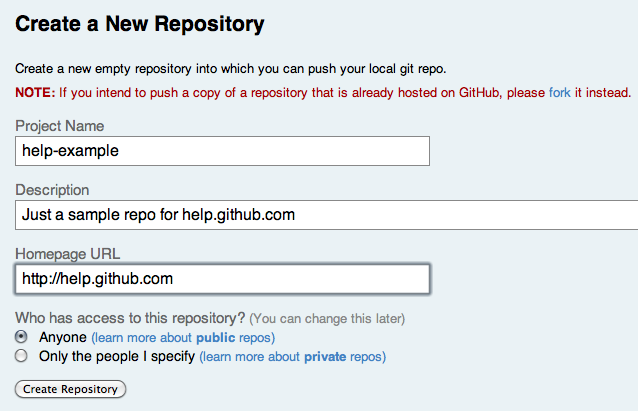 Create a New Repository
Create a new empty repository into which you can push your local git repo.
NOTE: If you intend to push a copy of a repository that is already hosted on GitHub, please fork it instead.
Project Name
help-example
Description
Just a sample repo for help.github.com
Homepage URL
http://help.github.com
Who has access to this repository? (You can change this later)
Anyone (learn more about public repos)
Only the people I specify (learn more about private repos)
Create Repository